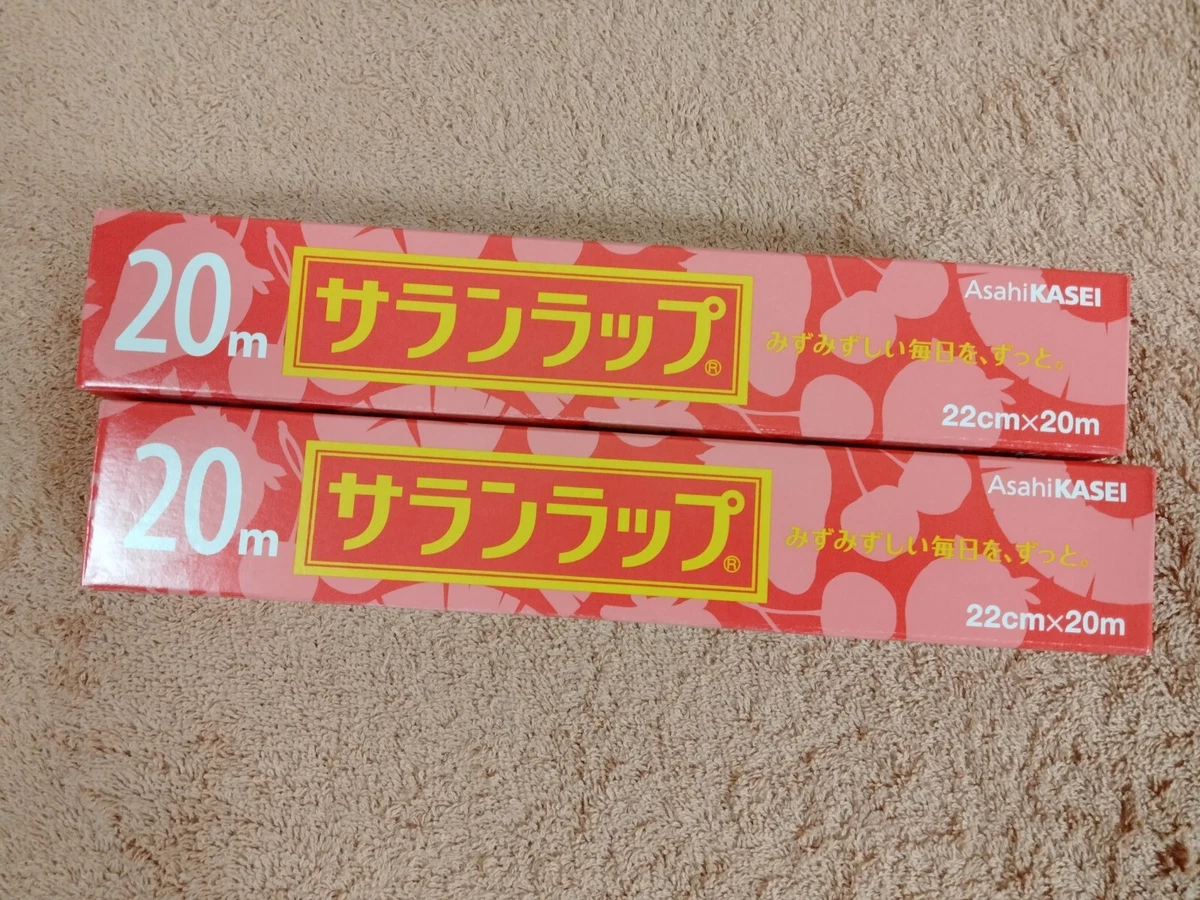 20m
サランラップ®
AsahiKASEI
みずみずしい毎日を、ずっと。
22cm×20m
20m
サランラップ®
AsahiKASEI
みずみずしい毎日を、ずっと。
22cm×20m